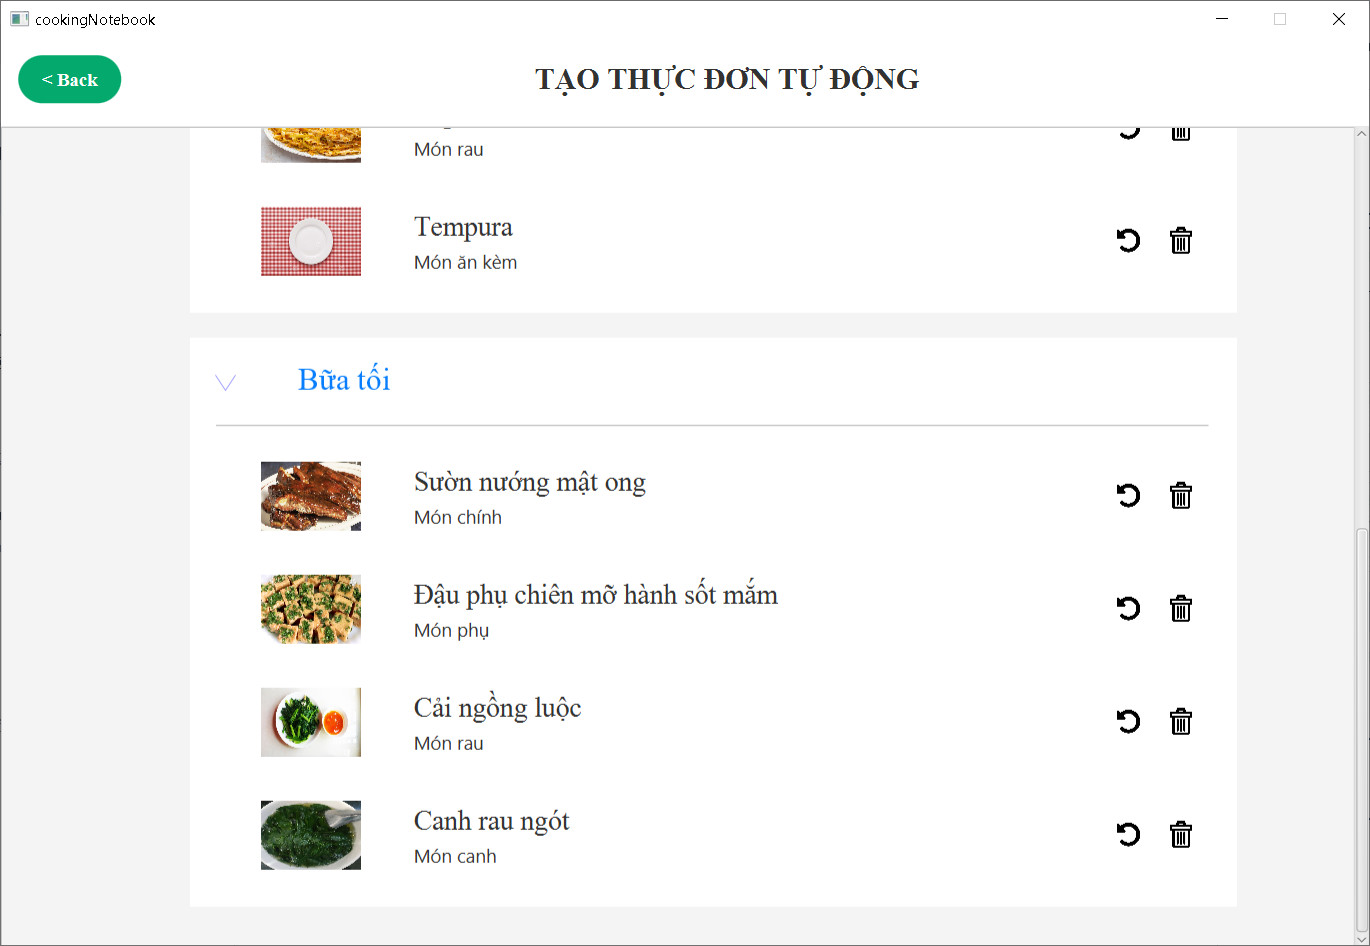 cookingNotebook
< Back
TẠO THỰC ĐƠN TỰ ĐỘNG
Món rau
Tempura
Món ăn kèm
Bữa tối
Sườn nướng mật ong
Món chính
Đậu phụ chiên mỡ hành sốt mắm
Món phụ
Cải ngồng luộc
Món rau
Canh rau ngót
Món canh